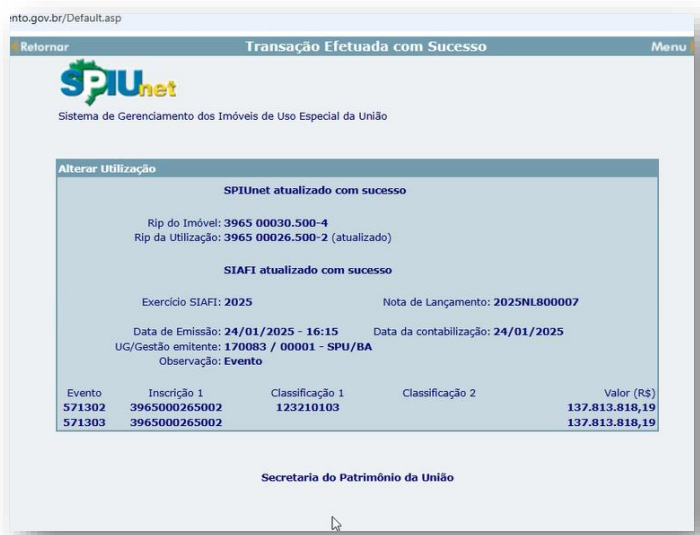 ento.gov.br/Default.asp
Retornar Transação Efetuada com Sucesso Menu
SPIUnet
Sistema de Gerenciamento dos Imóveis de Uso Especial da União
Alterar Utilização
SPIUnet atualizado com sucesso
Rip do Imóvel: 3965 00030.500-4
Rip da Utilização: 3965 00026.500-2 (atualizado)
SIAFI atualizado com sucesso
Exercício SIAFI: 2025 Nota de Lançamento: 2025NL800007
Data de Emissão: 24/01/2025 - 16:15 Data da contabilização: 24/01/2025
UG/Gestão emitente: 170083 / 00001 - SPU/BA
Observação: Evento
Evento Inscrição 1 Classificação 1 Classificação 2 Valor (R$)
571302 3965000265002 123210103 137.813.818,19
571303 3965000265002 137.813.818,19
Secretaria do Patrimônio da União